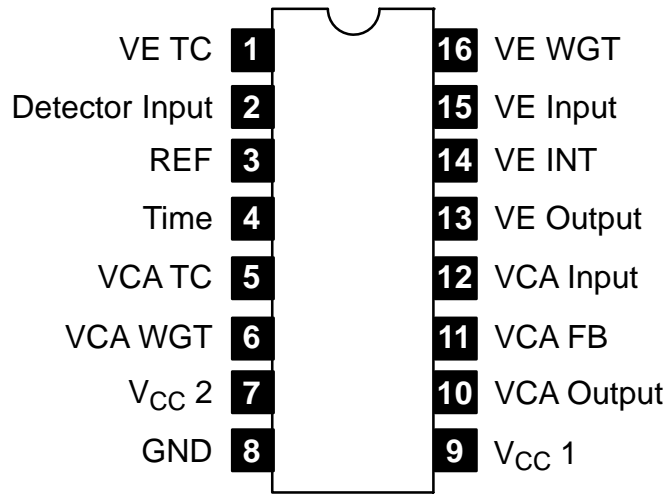 VE TC 1 16 VE WGT
Detector Input 2 15 VE Input
REF 3 14 VE INT
Time 4 13 VE Output
VCA TC 5 12 VCA Input
VCA WGT 6 11 VCA FB
VCC 2 7 10 VCA Output
GND 8 9 VCC 1